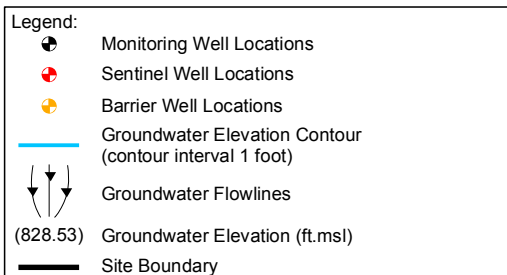 Legend:
Monitoring Well Locations
Sentinel Well Locations
Barrier Well Locations
Groundwater Elevation Contour
(contour interval 1 foot)
Groundwater Flowlines
(828.53) Groundwater Elevation (ft.msl)
Site Boundary